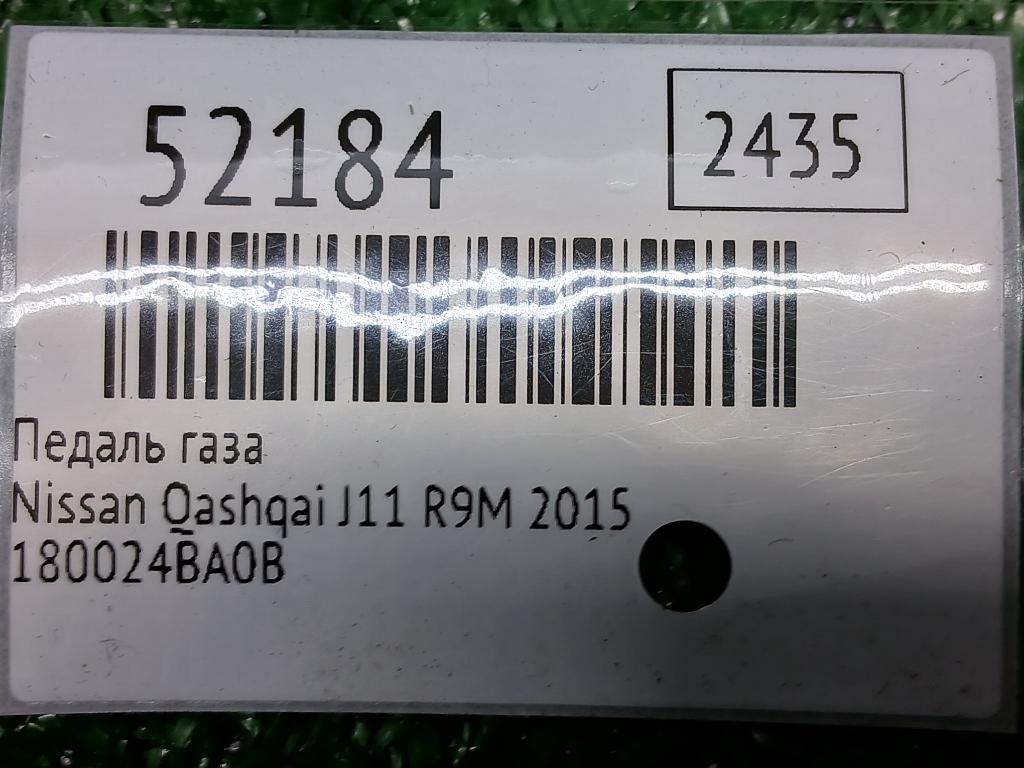 52184
2435
Педаль газа
Nissan Qashqai J11 R9M 2015
180024BA0B